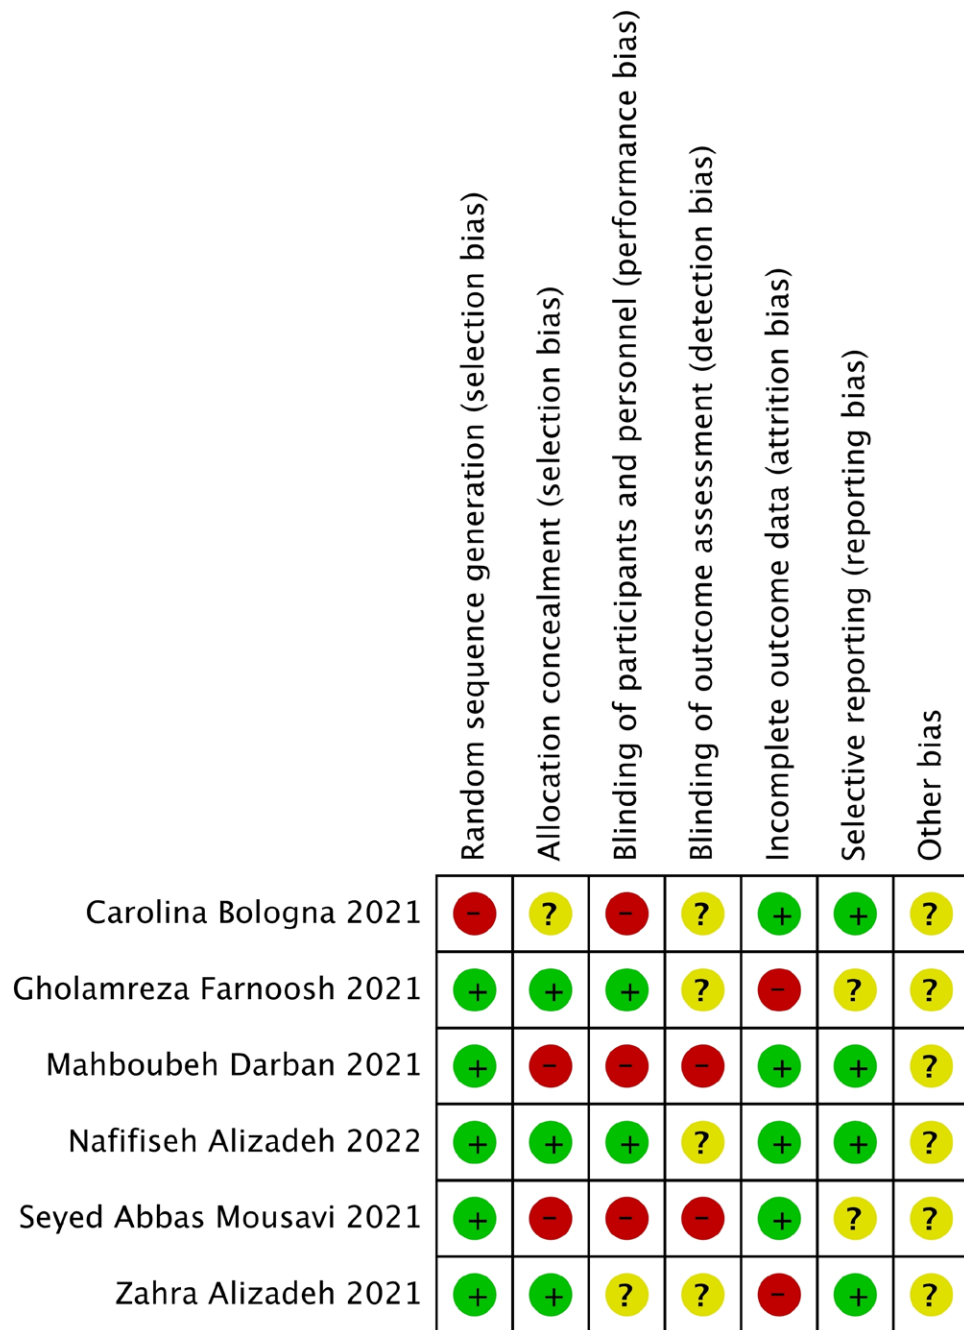 Random sequence generation (selection bias)
Allocation concealment (selection bias)
Blinding of participants and personnel (performance bias)
Blinding of outcome assessment (detection bias)
Incomplete outcome data (attrition bias)
Selective reporting (reporting bias)
Other bias
Carolina Bologna 2021 - ? - ? + + ?
Gholamreza Farnoosh 2021 + + + ? - ? ?
Mahboubeh Darban 2021 + - - - + + ?
Nafifiseh Alizadeh 2022 + + + ? + + ?
Seyed Abbas Mousavi 2021 + - - - + ? ?
Zahra Alizadeh 2021 + + ? ? - + ?